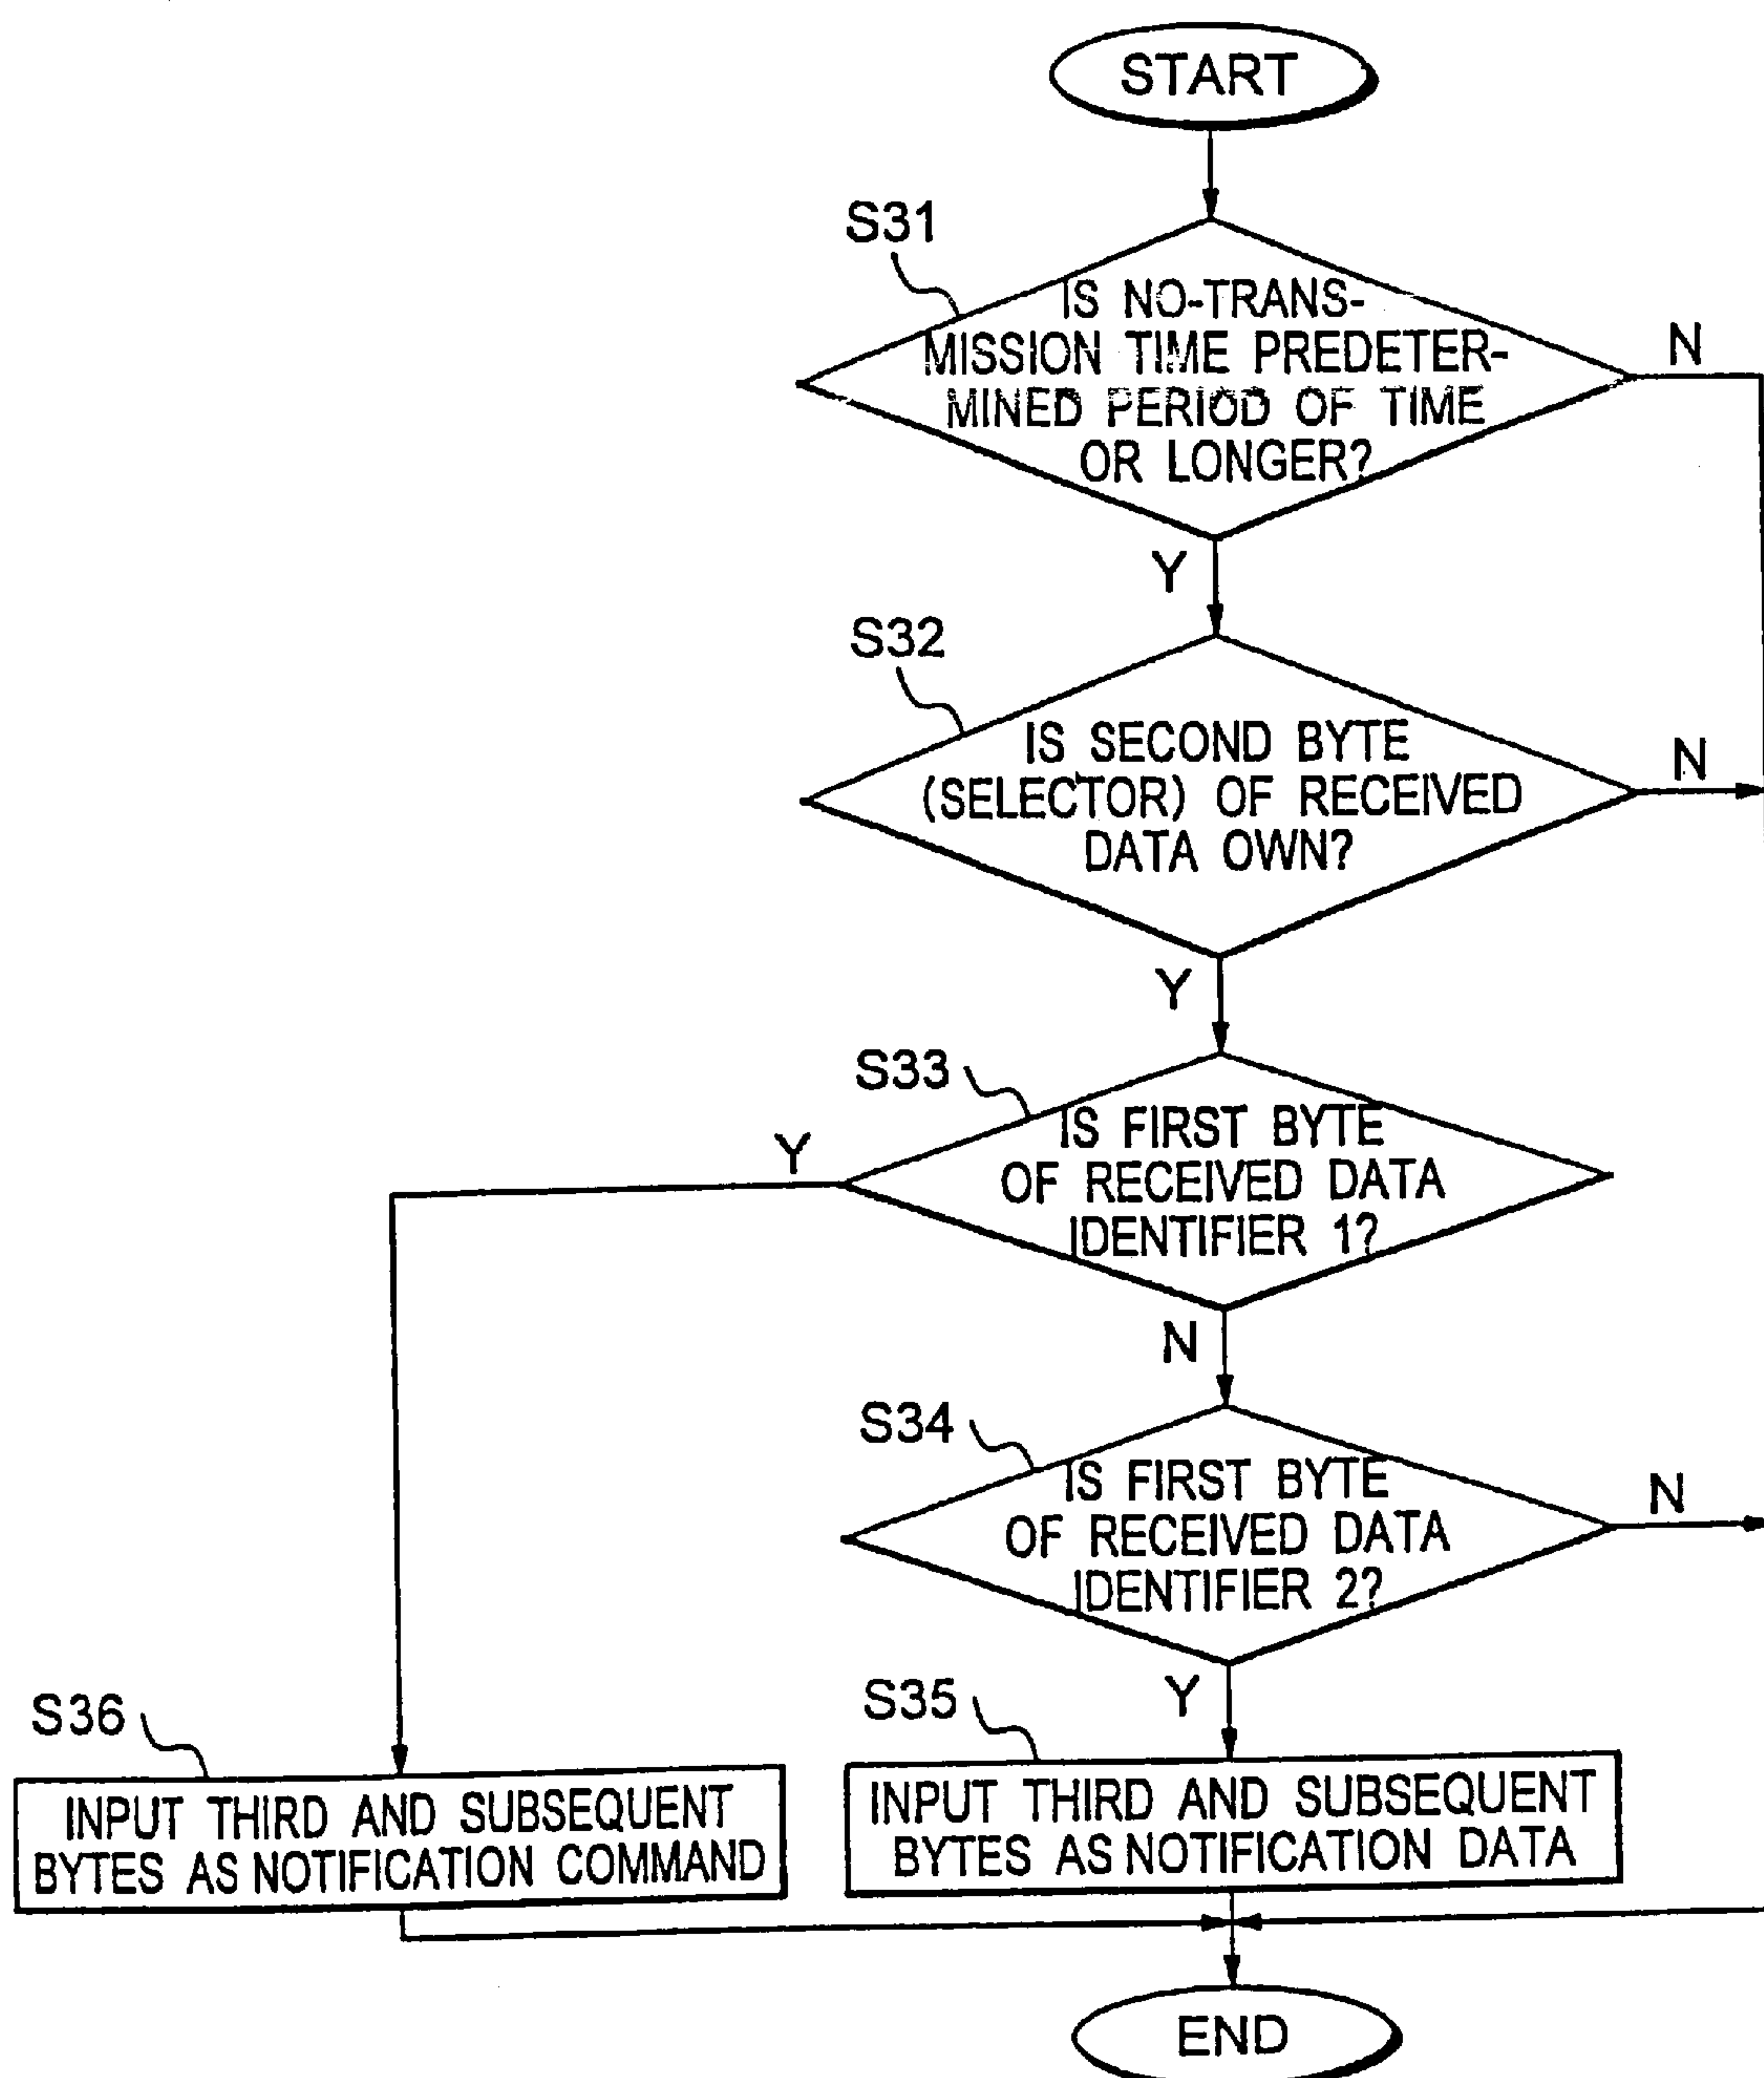 START
S31
IS NO-TRANS-
MISSION TIME PREDETER-
MINED PERIOD OF TIME
OR LONGER?
N
Y
S32
IS SECOND BYTE
(SELECTOR) OF RECEIVED
DATA OWN?
N
Y
S33
IS FIRST BYTE
OF RECEIVED DATA
IDENTIFIER 1?
Y
N
S34
IS FIRST BYTE
OF RECEIVED DATA
IDENTIFIER 2?
N
Y
S36
INPUT THIRD AND SUBSEQUENT
BYTES AS NOTIFICATION COMMAND
S35
INPUT THIRD AND SUBSEQUENT
BYTES AS NOTIFICATION DATA
END